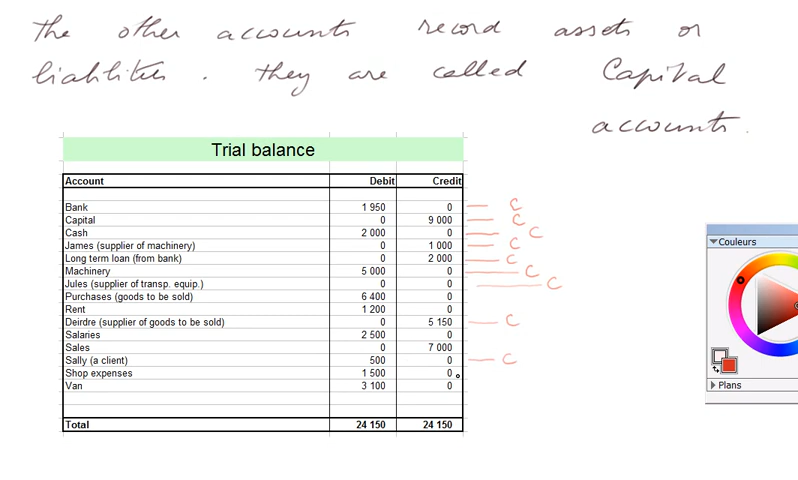 The other accounts record assets or
liabilities. They are called Capital
accounts.
Trial balance
Account Debit Credit
Bank 1 950 0 C
Capital 0 9 000 C
Cash 2 000 0 C
James (supplier of machinery) 0 1 000 C
Long term loan (from bank) 0 2 000 C
Machinery 5 000 0 C
Jules (supplier of transp. equip.) 0 0 C
Purchases (goods to be sold) 6 400 0
Rent 1 200 0
Deirdre (supplier of goods to be sold) 0 5 150 C
Salaries 2 500 0
Sales 0 7 000
Sally (a client) 500 0 C
Shop expenses 1 500 0
Van 3 100 0
Total 24 150 24 150
Couleurs
Plans